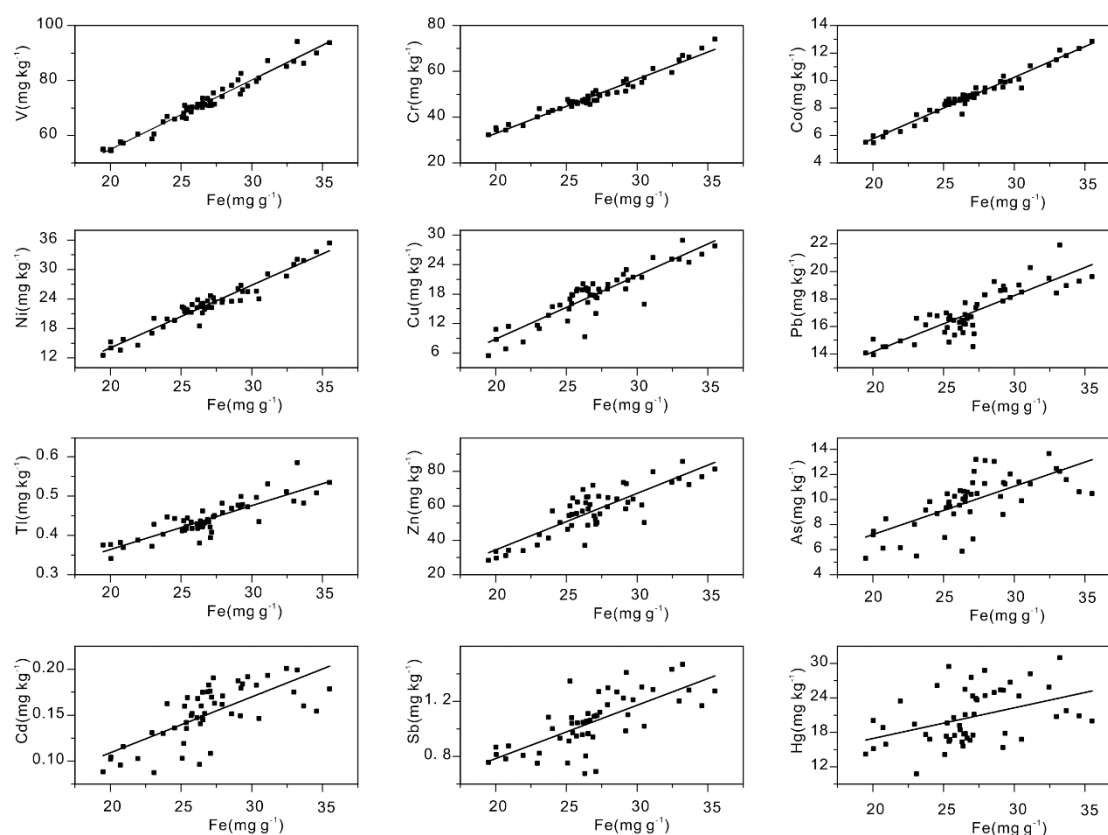 V(mg kg⁻¹)
100
80
60
20 25 30 35
Fe(mg g⁻¹)
Cr(mg kg⁻¹)
80
60
40
20
20 25 30 35
Fe(mg g⁻¹)
Co(mg kg⁻¹)
14
12
10
8
6
4
20 25 30 35
Fe(mg g⁻¹)
Ni(mg kg⁻¹)
36
30
24
18
12
20 25 30 35
Fe(mg g⁻¹)
Cu(mg kg⁻¹)
30
24
18
12
6
20 25 30 35
Fe(mg g⁻¹)
Pb(mg kg⁻¹)
22
20
18
16
14
20 25 30 35
Fe(mg g⁻¹)
Tl(mg kg⁻¹)
0.6
0.5
0.4
0.3
20 25 30 35
Fe(mg g⁻¹)
Zn(mg kg⁻¹)
80
60
40
20
20 25 30 35
Fe(mg g⁻¹)
As(mg kg⁻¹)
14
12
10
8
6
4
20 25 30 35
Fe(mg g⁻¹)
Cd(mg kg⁻¹)
0.20
0.15
0.10
20 25 30 35
Fe(mg g⁻¹)
Sb(mg kg⁻¹)
1.2
0.8
20 25 30 35
Fe(mg g⁻¹)
Hg(mg kg⁻¹)
30
24
18
12
20 25 30 35
Fe(mg g⁻¹)